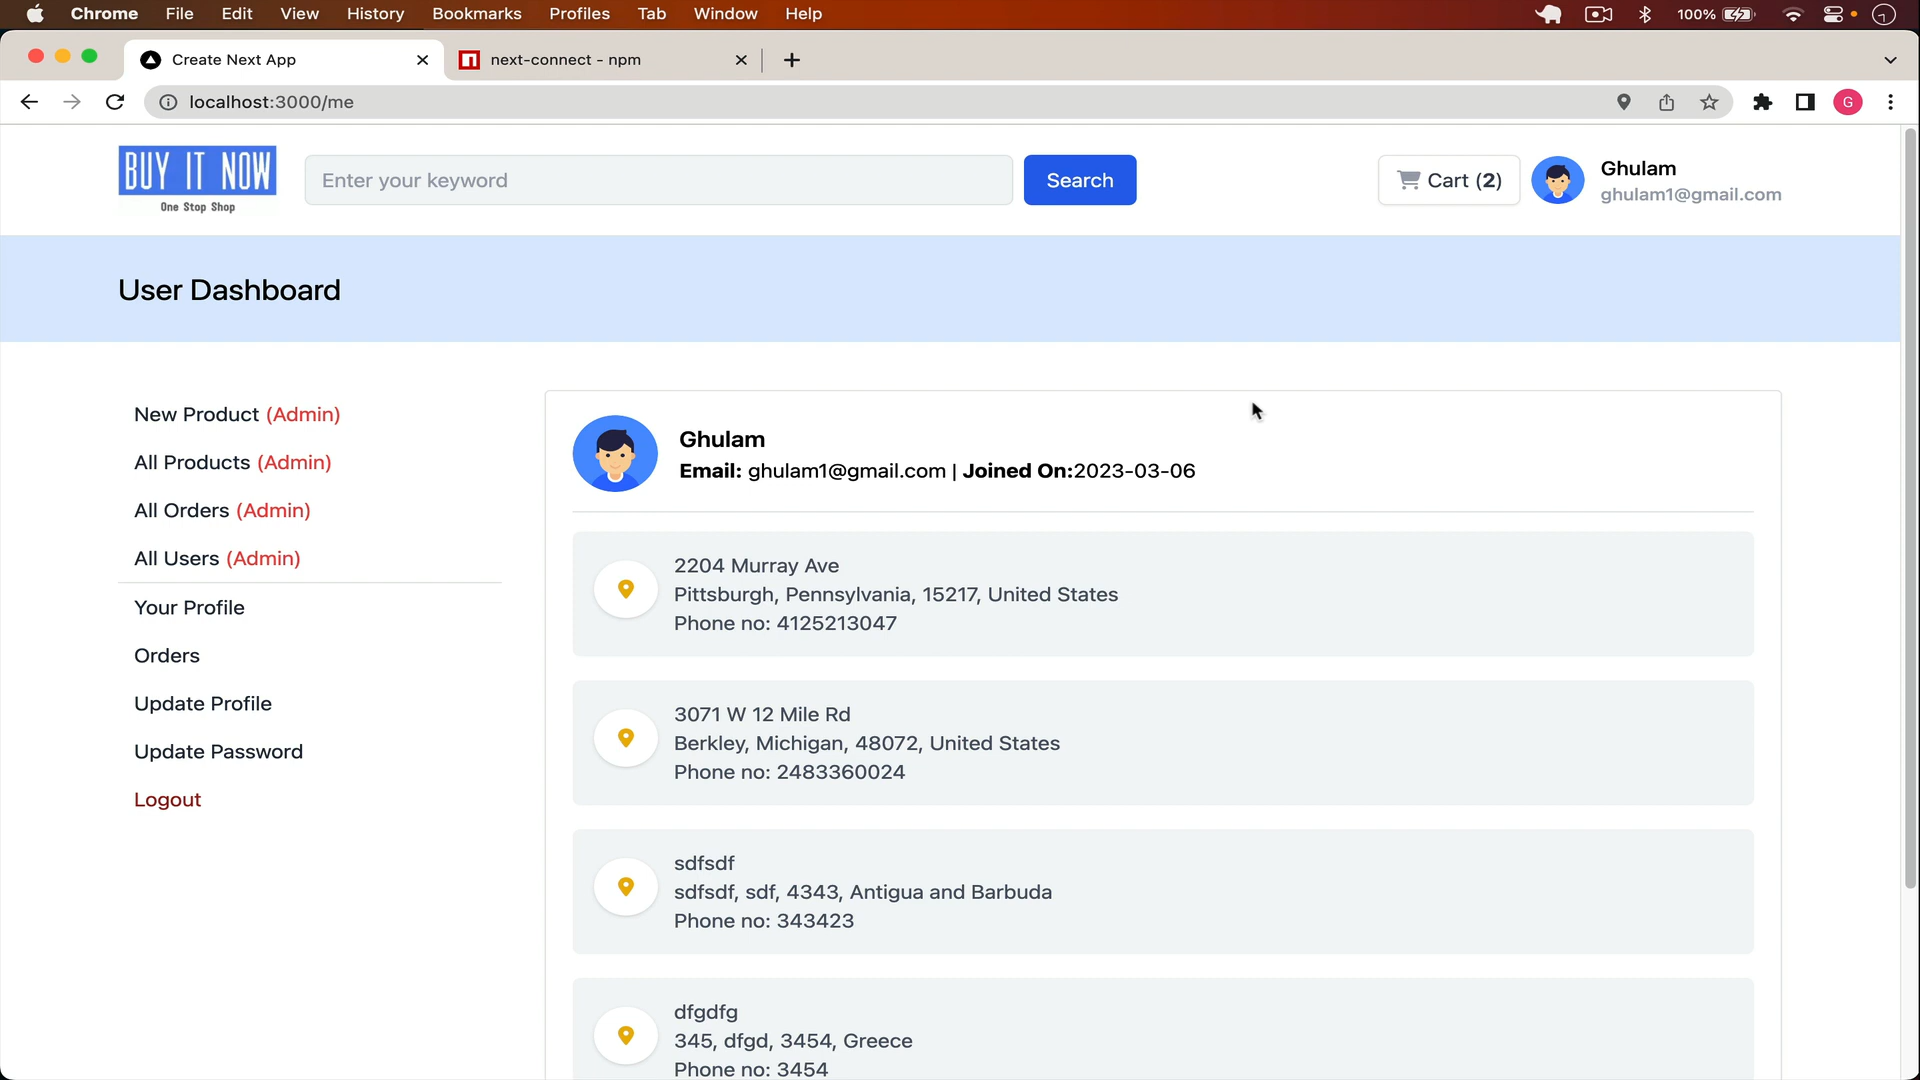 Chrome File Edit View History Bookmarks Profiles Tab Window Help 100%
Create Next App next-connect - npm
localhost:3000/me G
BUY IT NOW
One Stop Shop
Enter your keyword Search Cart (2) Ghulam
ghulam1@gmail.com
User Dashboard
New Product (Admin)
All Products (Admin)
All Orders (Admin)
All Users (Admin)
Your Profile
Orders
Update Profile
Update Password
Logout
Ghulam
Email: ghulam1@gmail.com | Joined On:2023-03-06
2204 Murray Ave
Pittsburgh, Pennsylvania, 15217, United States
Phone no: 4125213047
3071 W 12 Mile Rd
Berkley, Michigan, 48072, United States
Phone no: 2483360024
sdfsdf
sdfsdf, sdf, 4343, Antigua and Barbuda
Phone no: 343423
dfgdfg
345, dfgd, 3454, Greece
Phone no: 3454